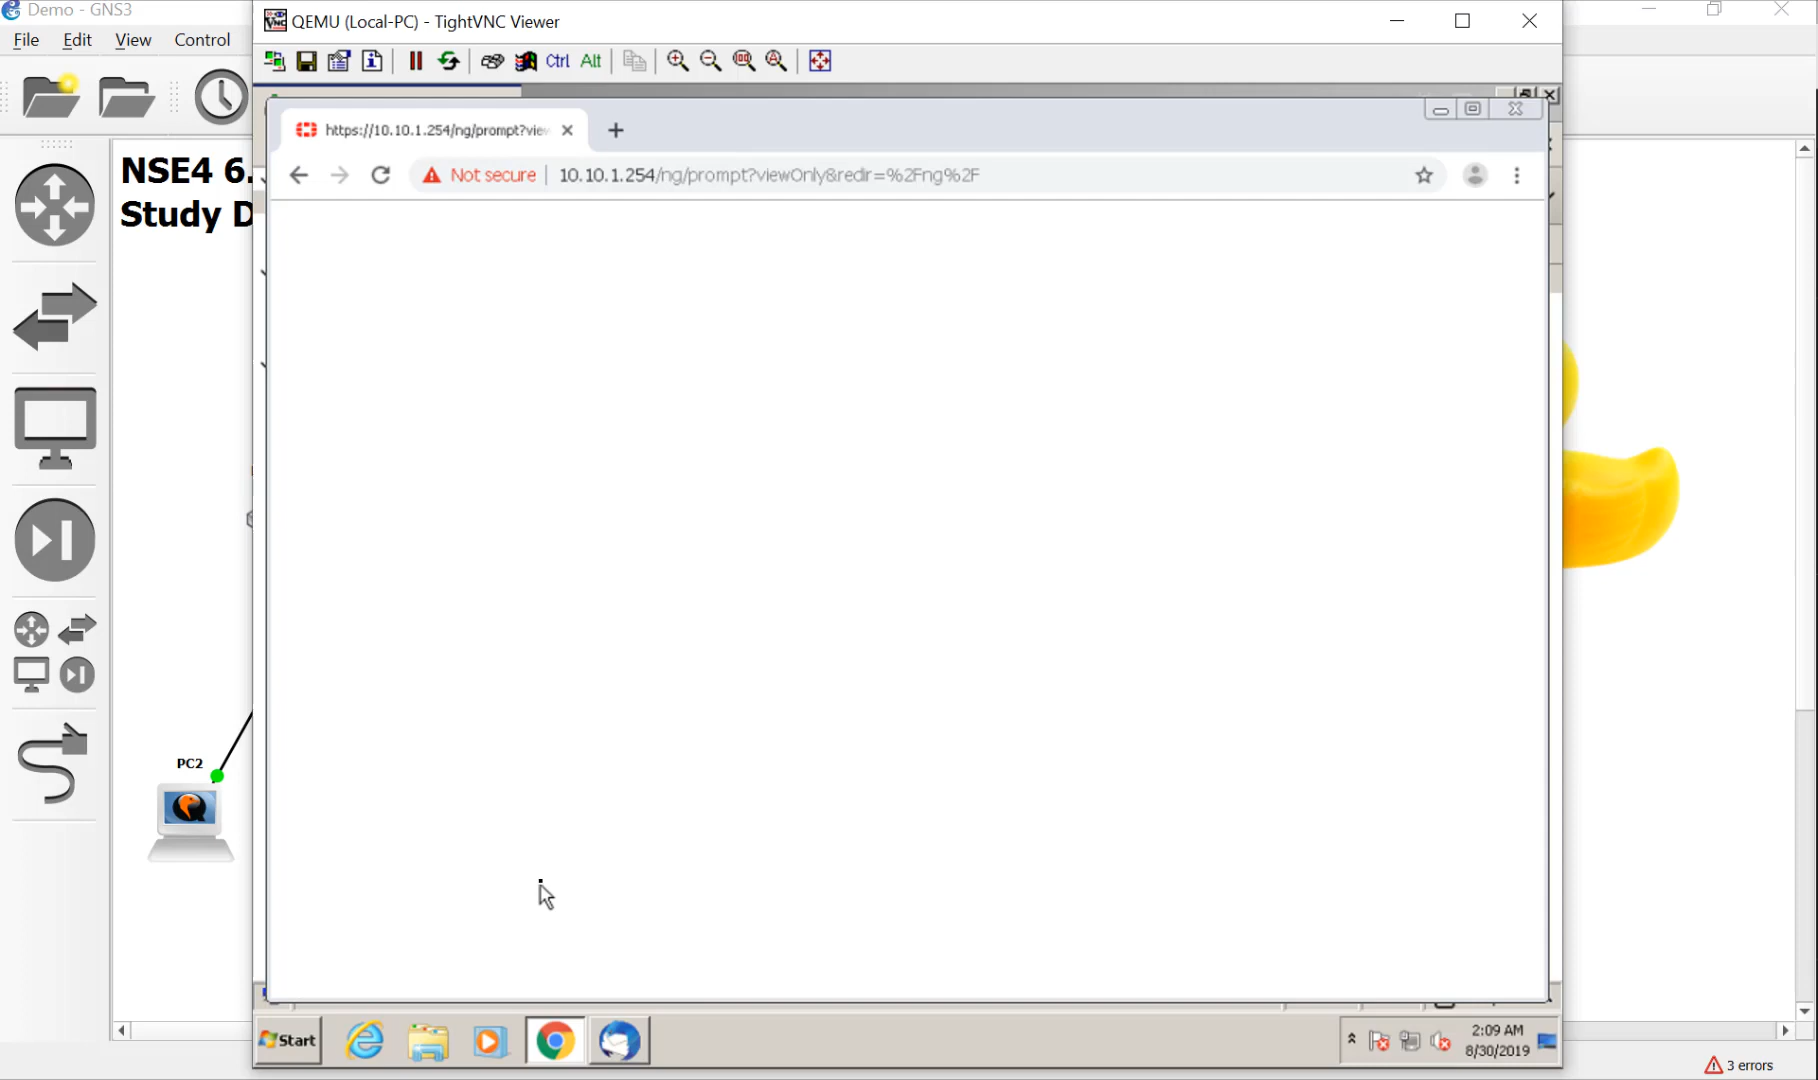 Demo - GNS3
File Edit View Control
NSE4 6.
Study D
PC2
QEMU (Local-PC) - TightVNC Viewer
Ctrl Alt
https://10.10.1.254/ng/prompt?view
Not secure | 10.10.1.254/ng/prompt?viewOnly&redir=%2Fng%2F
Start
2:09 AM
8/30/2019
3 errors